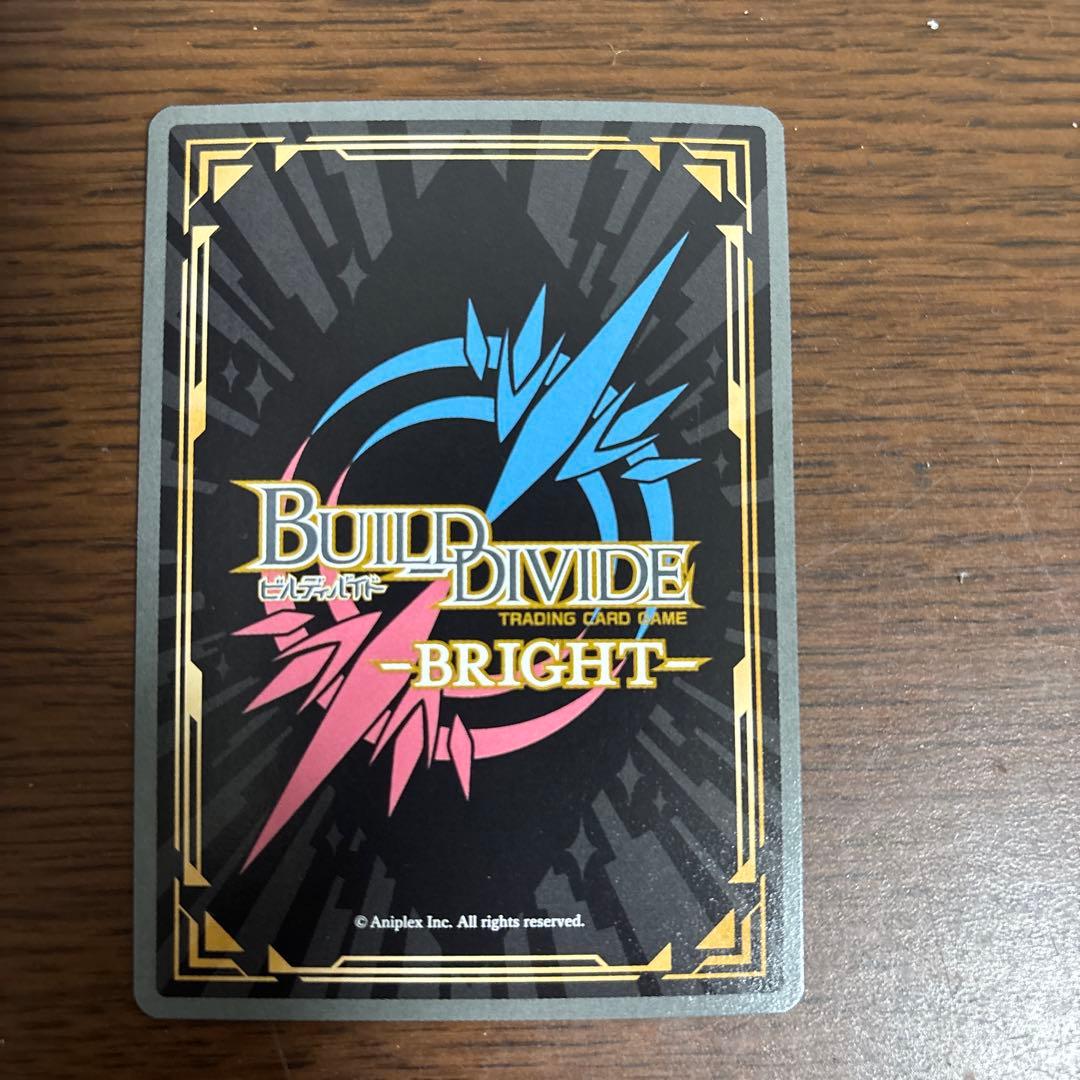 BUILD DIVIDE
ビルディバイド
TRADING CARD GAME
-BRIGHT-
© Aniplex Inc. All rights reserved.